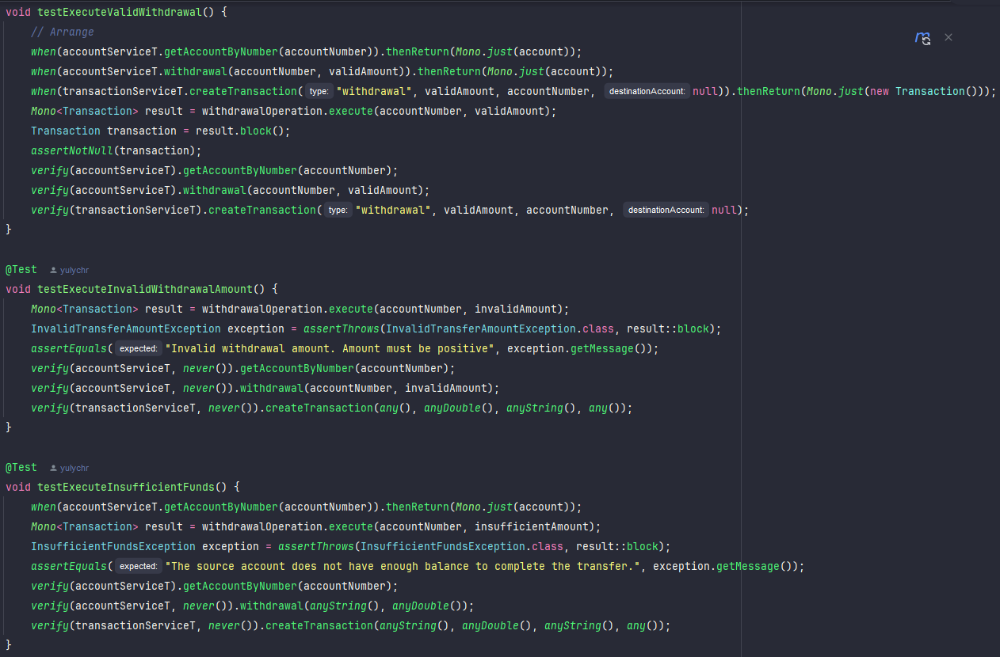 void testExecuteValidWithdrawal() {
// Arrange
when(accountServiceT.getAccountByNumber(accountNumber)).thenReturn(Mono.just(account));
when(accountServiceT.withdrawal(accountNumber, validAmount)).thenReturn(Mono.just(account));
when(transactionServiceT.createTransaction( type: "withdrawal", validAmount, accountNumber, destinationAccount: null)).thenReturn(Mono.just(new Transaction()));
Mono<Transaction> result = withdrawalOperation.execute(accountNumber, validAmount);
Transaction transaction = result.block();
assertNotNull(transaction);
verify(accountServiceT).getAccountByNumber(accountNumber);
verify(accountServiceT).withdrawal(accountNumber, validAmount);
verify(transactionServiceT).createTransaction( type: "withdrawal", validAmount, accountNumber, destinationAccount: null);
}
@Test yulychr
void testExecuteInvalidWithdrawalAmount() {
Mono<Transaction> result = withdrawalOperation.execute(accountNumber, invalidAmount);
InvalidTransferAmountException exception = assertThrows(InvalidTransferAmountException.class, result::block);
assertEquals( expected: "Invalid withdrawal amount. Amount must be positive", exception.getMessage());
verify(accountServiceT, never()).getAccountByNumber(accountNumber);
verify(accountServiceT, never()).withdrawal(accountNumber, invalidAmount);
verify(transactionServiceT, never()).createTransaction(any(), anyDouble(), anyString(), any());
}
@Test yulychr
void testExecuteInsufficientFunds() {
when(accountServiceT.getAccountByNumber(accountNumber)).thenReturn(Mono.just(account));
Mono<Transaction> result = withdrawalOperation.execute(accountNumber, insufficientAmount);
InsufficientFundsException exception = assertThrows(InsufficientFundsException.class, result::block);
assertEquals( expected: "The source account does not have enough balance to complete the transfer.", exception.getMessage());
verify(accountServiceT).getAccountByNumber(accountNumber);
verify(accountServiceT, never()).withdrawal(anyString(), anyDouble());
verify(transactionServiceT, never()).createTransaction(anyString(), anyDouble(), anyString(), any());
}